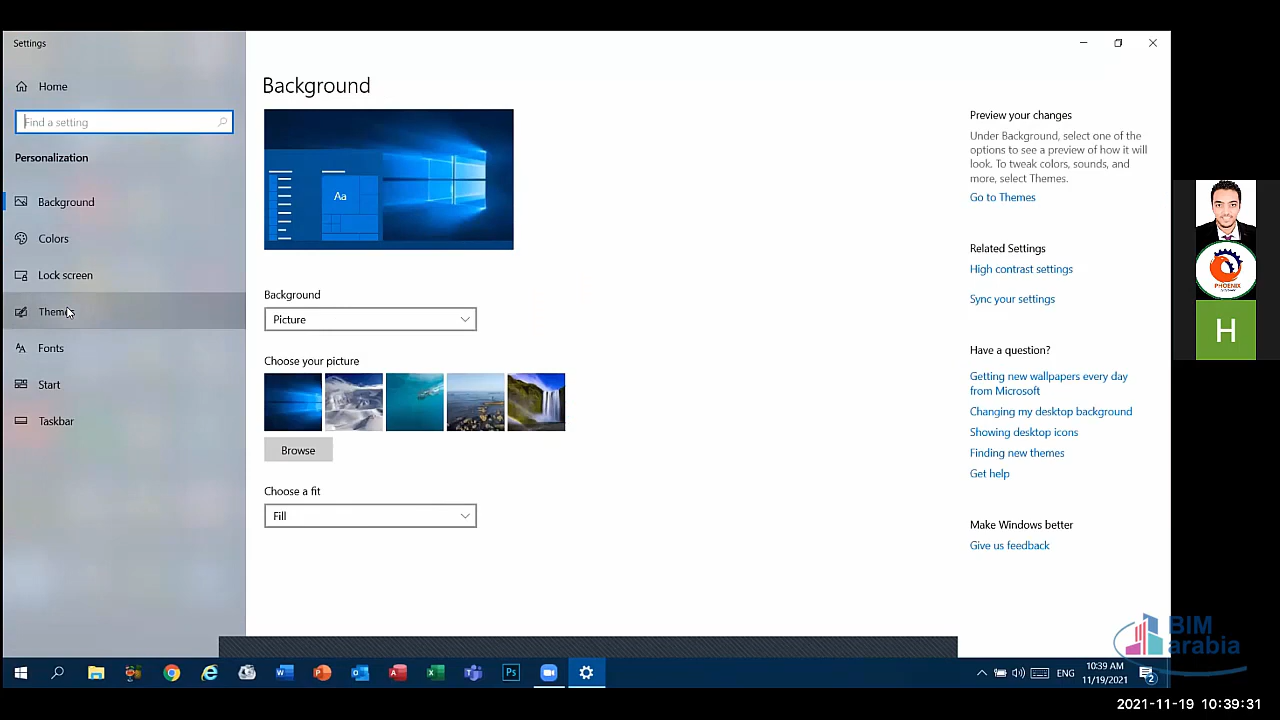 Settings
Home
Find a setting
Personalization
Background
Colors
Lock screen
Themes
Fonts
Start
Taskbar
Background
Aa
Background
Picture
Choose your picture
Browse
Choose a fit
Fill
Preview your changes
Under Background, select one of the
options to see a preview of how it will
look. To tweak colors, sounds, and
more, select Themes.
Go to Themes
Related Settings
High contrast settings
Sync your settings
Have a question?
Getting new wallpapers every day
from Microsoft
Changing my desktop background
Showing desktop icons
Finding new themes
Get help
Make Windows better
Give us feedback
PHOENIX
H
BIM
arabia
ENG
10:39 AM
11/19/2021
2
2021-11-19 10:39:31